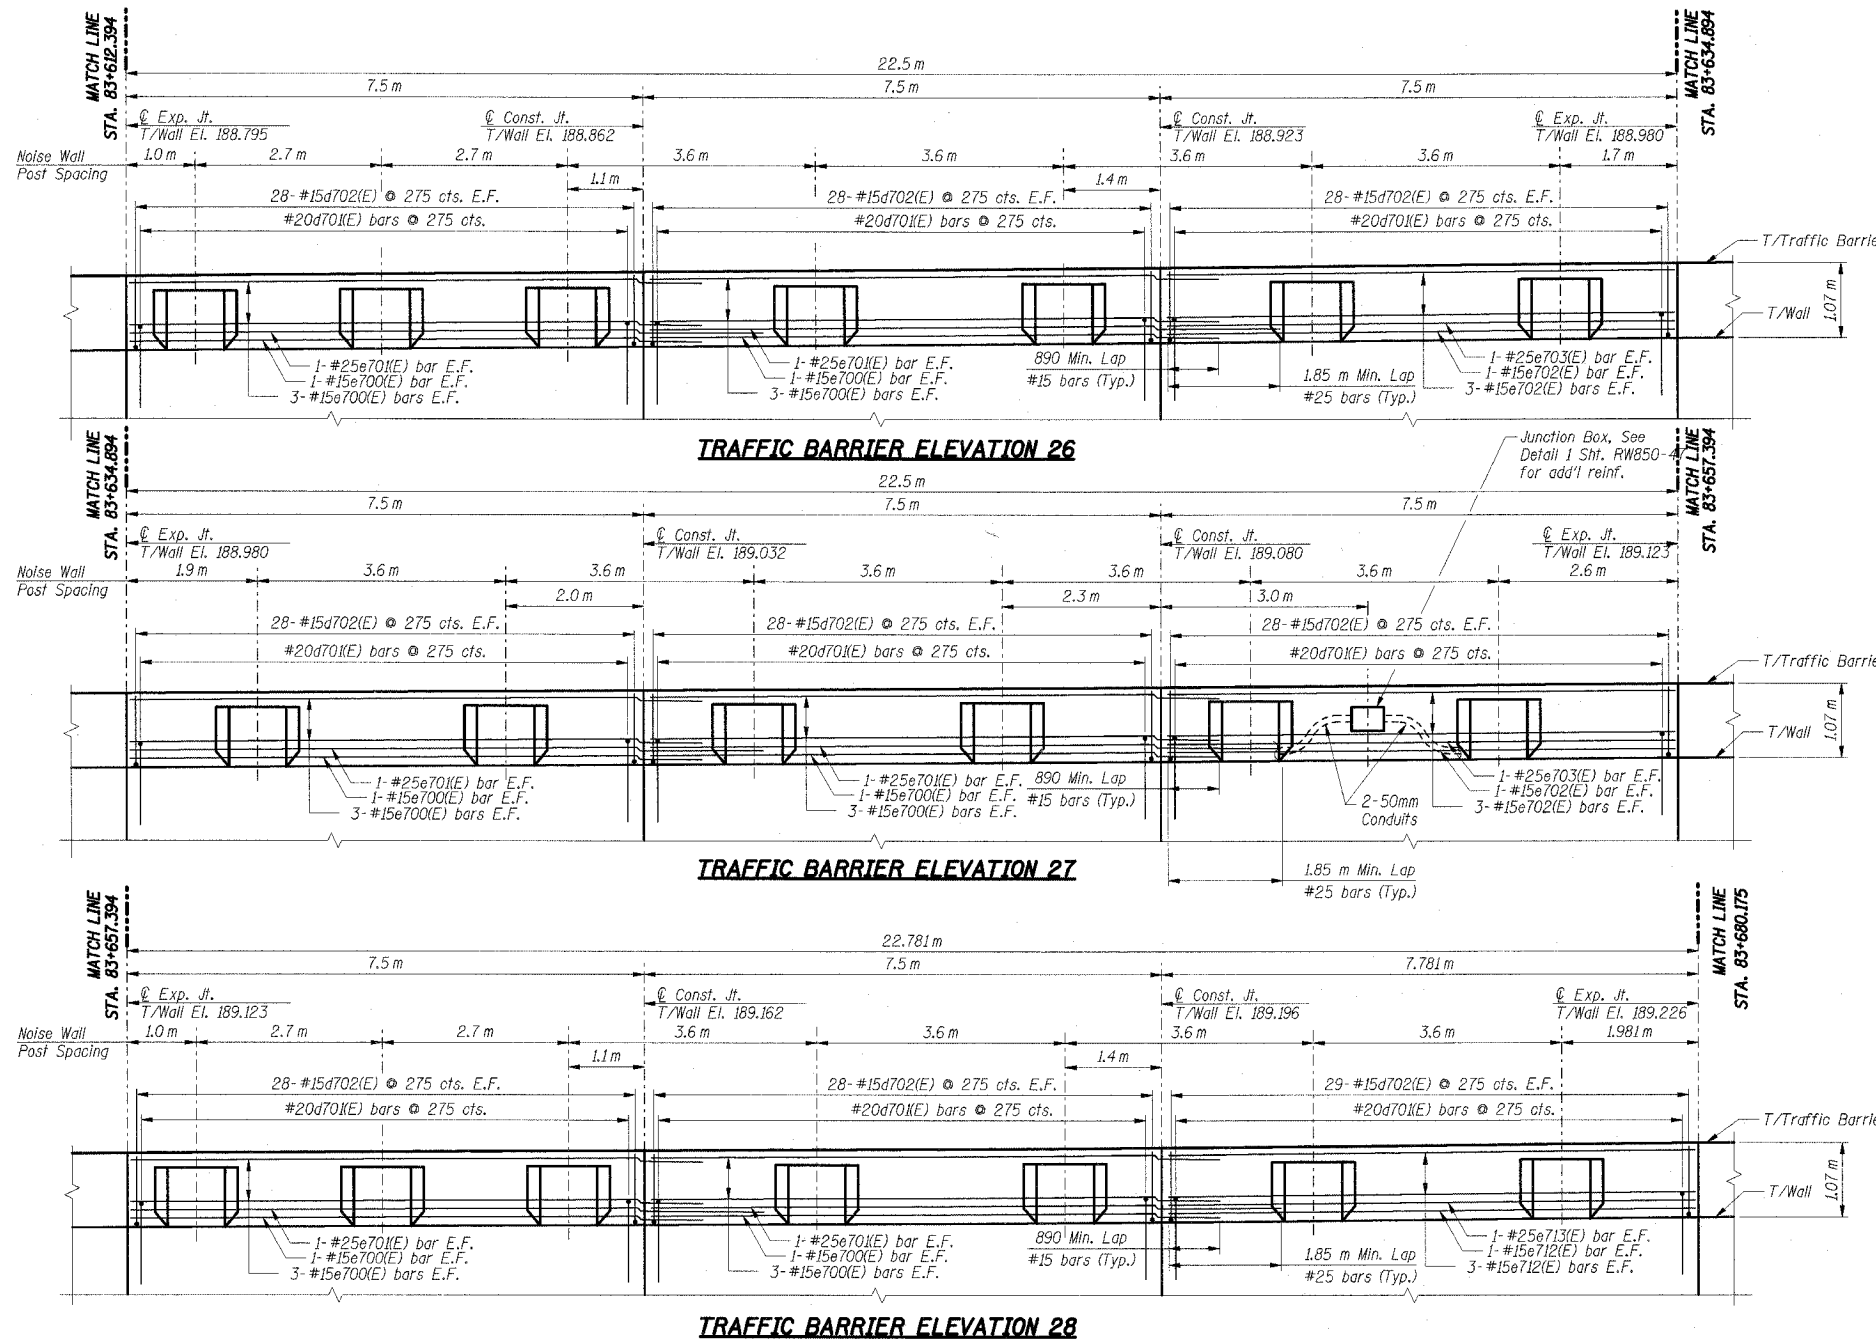 MATCH LINE
STA. 83+612.394
MATCH LINE
STA. 83+634.894
22.5 m
7.5 m
7.5 m
7.5 m
℄ Exp. Jt.
T/Wall El. 188.795
℄ Const. Jt.
T/Wall El. 188.862
℄ Const. Jt.
T/Wall El. 188.923
℄ Exp. Jt.
T/Wall El. 188.980
Noise Wall
Post Spacing
1.0 m
2.7 m
2.7 m
3.6 m
3.6 m
3.6 m
3.6 m
1.7 m
1.1 m
1.4 m
28-#15d702(E) @ 275 cts. E.F.
28-#15d702(E) @ 275 cts. E.F.
28-#15d702(E) @ 275 cts. E.F.
#20d701(E) bars @ 275 cts.
#20d701(E) bars @ 275 cts.
#20d701(E) bars @ 275 cts.
T/Traffic Barrie
1.07 m
T/Wall
1-#25e701(E) bar E.F.
1-#15e700(E) bar E.F.
3-#15e700(E) bars E.F.
1-#25e701(E) bar E.F.
1-#15e700(E) bar E.F.
3-#15e700(E) bars E.F.
890 Min. Lap
#15 bars (Typ.)
1.85 m Min. Lap
#25 bars (Typ.)
1-#25e703(E) bar E.F.
1-#15e702(E) bar E.F.
3-#15e702(E) bars E.F.
TRAFFIC BARRIER ELEVATION 26
Junction Box, See
Detail 1 Sht. RW850-47
for add'l reinf.
MATCH LINE
STA. 83+634.894
MATCH LINE
STA. 83+657.394
22.5 m
7.5 m
7.5 m
7.5 m
℄ Exp. Jt.
T/Wall El. 188.980
℄ Const. Jt.
T/Wall El. 189.032
℄ Const. Jt.
T/Wall El. 189.080
℄ Exp. Jt.
T/Wall El. 189.123
Noise Wall
Post Spacing
1.9 m
3.6 m
3.6 m
3.6 m
3.6 m
3.6 m
2.6 m
2.0 m
2.3 m
3.0 m
28-#15d702(E) @ 275 cts. E.F.
28-#15d702(E) @ 275 cts. E.F.
28-#15d702(E) @ 275 cts. E.F.
#20d701(E) bars @ 275 cts.
#20d701(E) bars @ 275 cts.
#20d701(E) bars @ 275 cts.
T/Traffic Barrie
1.07 m
T/Wall
1-#25e701(E) bar E.F.
1-#15e700(E) bar E.F.
3-#15e700(E) bars E.F.
1-#25e701(E) bar E.F.
1-#15e700(E) bar E.F.
3-#15e700(E) bars E.F.
890 Min. Lap
#15 bars (Typ.)
2-50mm
Conduits
1-#25e703(E) bar E.F.
1-#15e702(E) bar E.F.
3-#15e702(E) bars E.F.
TRAFFIC BARRIER ELEVATION 27
1.85 m Min. Lap
#25 bars (Typ.)
MATCH LINE
STA. 83+657.394
MATCH LINE
STA. 83+680.175
22.781 m
7.5 m
7.5 m
7.781 m
℄ Exp. Jt.
T/Wall El. 189.123
℄ Const. Jt.
T/Wall El. 189.162
℄ Const. Jt.
T/Wall El. 189.196
℄ Exp. Jt.
T/Wall El. 189.226
Noise Wall
Post Spacing
1.0 m
2.7 m
2.7 m
3.6 m
3.6 m
3.6 m
3.6 m
1.981 m
1.1 m
1.4 m
28-#15d702(E) @ 275 cts. E.F.
28-#15d702(E) @ 275 cts. E.F.
29-#15d702(E) @ 275 cts. E.F.
#20d701(E) bars @ 275 cts.
#20d701(E) bars @ 275 cts.
#20d701(E) bars @ 275 cts.
T/Traffic Barrie
1.07 m
T/Wall
1-#25e701(E) bar E.F.
1-#15e700(E) bar E.F.
3-#15e700(E) bars E.F.
1-#25e701(E) bar E.F.
1-#15e700(E) bar E.F.
3-#15e700(E) bars E.F.
890 Min. Lap
#15 bars (Typ.)
1.85 m Min. Lap
#25 bars (Typ.)
1-#25e713(E) bar E.F.
1-#15e712(E) bar E.F.
3-#15e712(E) bars E.F.
TRAFFIC BARRIER ELEVATION 28